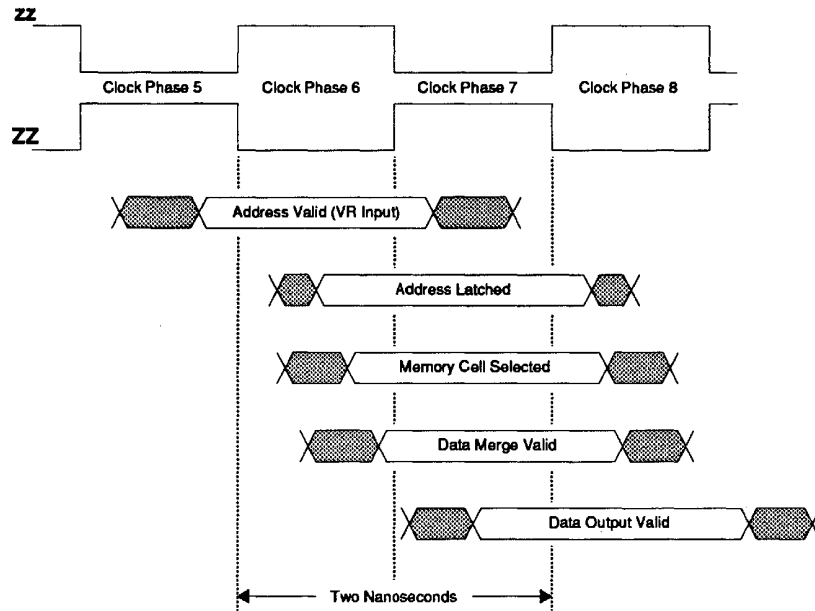 zz
Clock Phase 5
Clock Phase 6
Clock Phase 7
Clock Phase 8
ZZ
Address Valid (VR Input)
Address Latched
Memory Cell Selected
Data Merge Valid
Data Output Valid
Two Nanoseconds